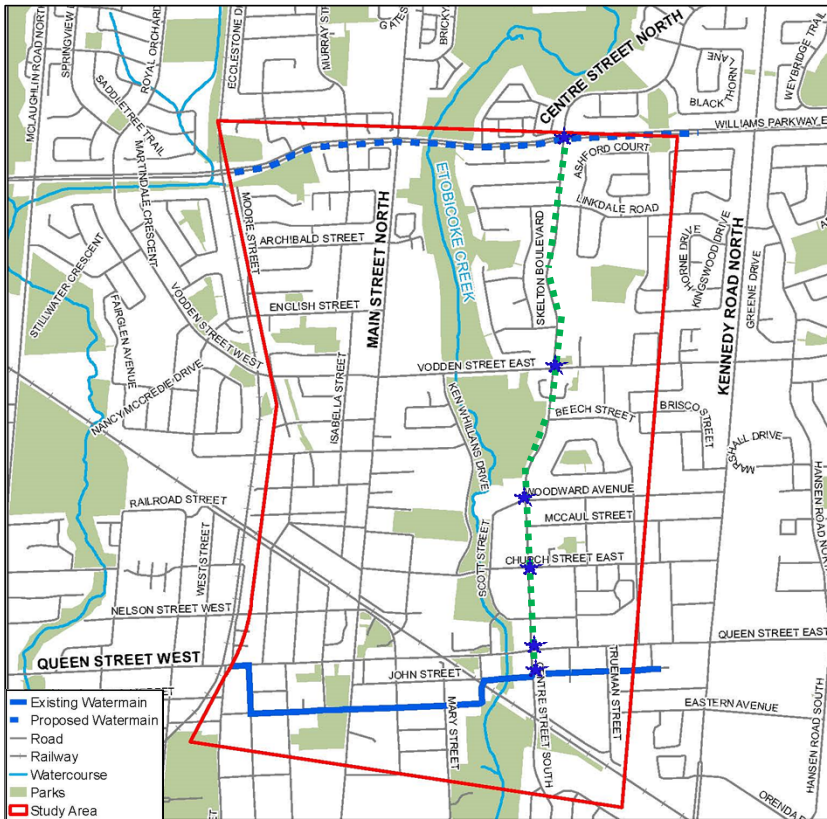 MCLAUGHLIN ROAD NORTH
SPRINGVIEW
ROYAL ORCHARD
SADDLETREE TRAIL
ECCLESTONE D
MURRAY ST
GATES
BRICKY
CENTRE STREET NORTH
LANE
BLACK
THORN
WEYBRIDGE TRAIL
WILLIAMS PARKWAY E
MARTINDALE CRESCENT
MOORE STREET
ETOBICOKE CREEK
ASHFORD COURT
LINKDALE ROAD
SKELTON BOULEVARD
ARCHIBALD STREET
MAIN STREET NORTH
ENGLISH STREET
STILLWATER CRESCENT
FAIRGLEN AVENUE
VODDEN STREET WEST
HORNE DRIVE
KINGSWOOD DRIVE
GREENE DRIVE
KENNEDY ROAD NORTH
VODDEN STREET EAST
NANCY MCCREDIE DRIVE
ISABELLA STREET
KEN WHILLANS DRIVE
BEECH STREET
BRISCO STREET
MARSHALL DRIVE
HANSEN ROAD NOR
RAILROAD STREET
WOODWARD AVENUE
MCCAUL STREET
WEST STREET
SCOTT STREET
CHURCH STREET EAST
NELSON STREET WEST
QUEEN STREET EAST
QUEEN STREET WEST
JOHN STREET
TRUEMAN STREET
MARY STREET
CENTRE STREET SOUTH
EASTERN AVENUE
HANSEN ROAD SOUTH
ORENDA
Existing Watermain
Proposed Watermain
Road
Railway
Watercourse
Parks
Study Area